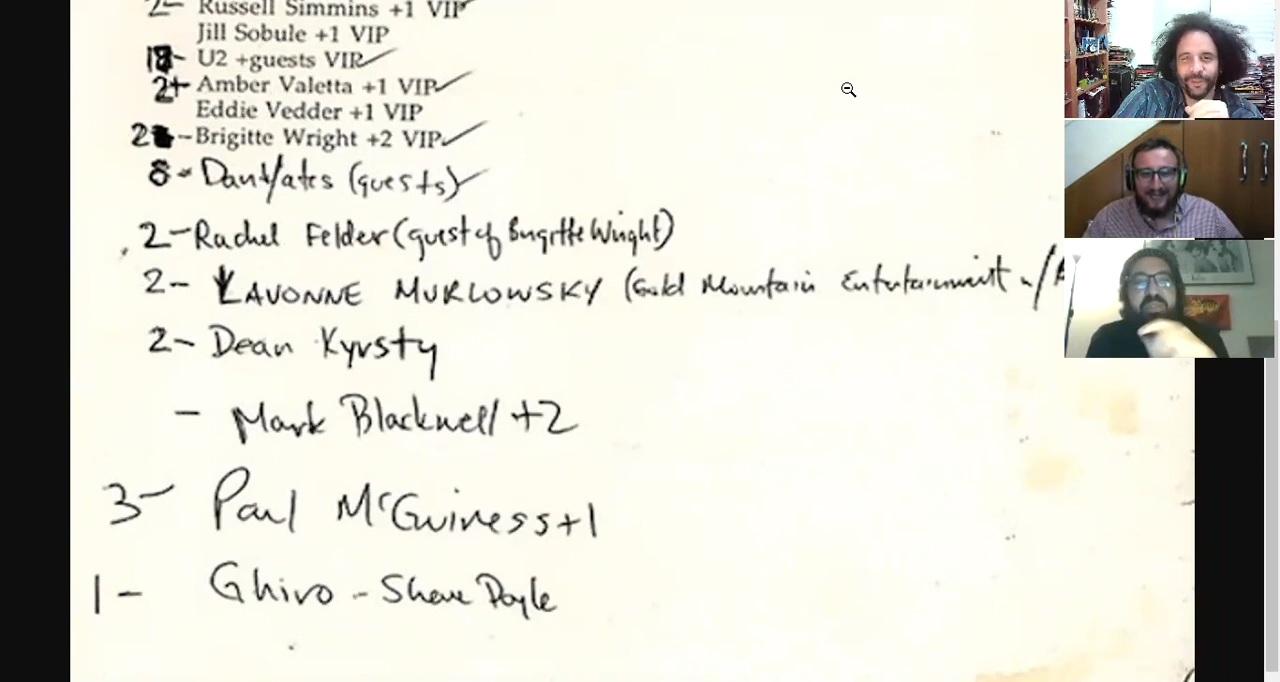 2- Russell Simmins +1 VIP
Jill Sobule +1 VIP
18- U2 +guests VIP
2+ Amber Valetta +1 VIP
Eddie Vedder +1 VIP
2 -Brigitte Wright +2 VIP
8- (guests)
2- Rachel Felder (guest of Brigitte Wright)
2- LAVONNE MURLOWSKY (Gold Mountain Entertainment w/
2- Dean Kyrsty
- Mark Blackwell +2
3- Paul McGuiness +1
1- Ghiro - Shane Doyle